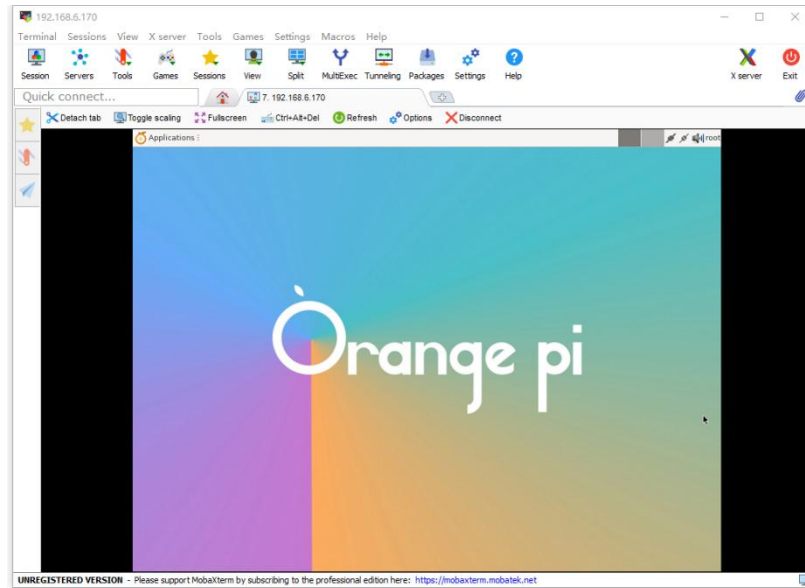 192.168.6.170
Terminal Sessions View X server Tools Games Settings Macros Help
Session Servers Tools Games Sessions View Split MultiExec Tunneling Packages Settings Help X server Exit
Quick connect... 7. 192.168.6.170
Detach tab Toggle scaling Fullscreen Ctrl+Alt+Del Refresh Options Disconnect
Applications root
Orange pi
UNREGISTERED VERSION - Please support MobaXterm by subscribing to the professional edition here: https://mobaxterm.mobatek.net